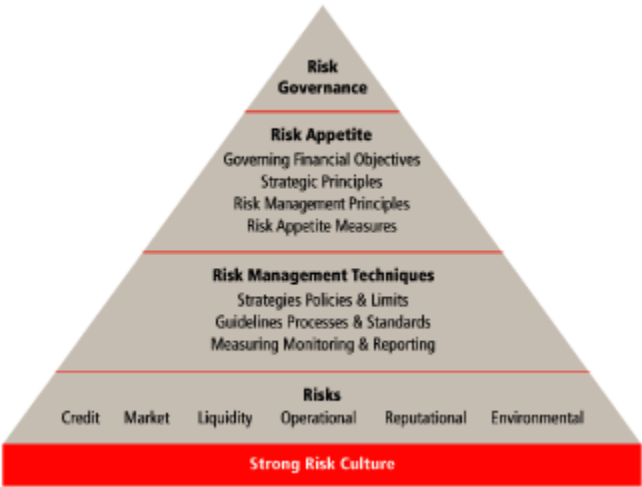 Risk
Governance
Risk Appetite
Governing Financial Objectives
Strategic Principles
Risk Management Principles
Risk Appetite Measures
Risk Management Techniques
Strategies Policies & Limits
Guidelines Processes & Standards
Measuring Monitoring & Reporting
Risks
Credit Market Liquidity Operational Reputational Environmental
Strong Risk Culture